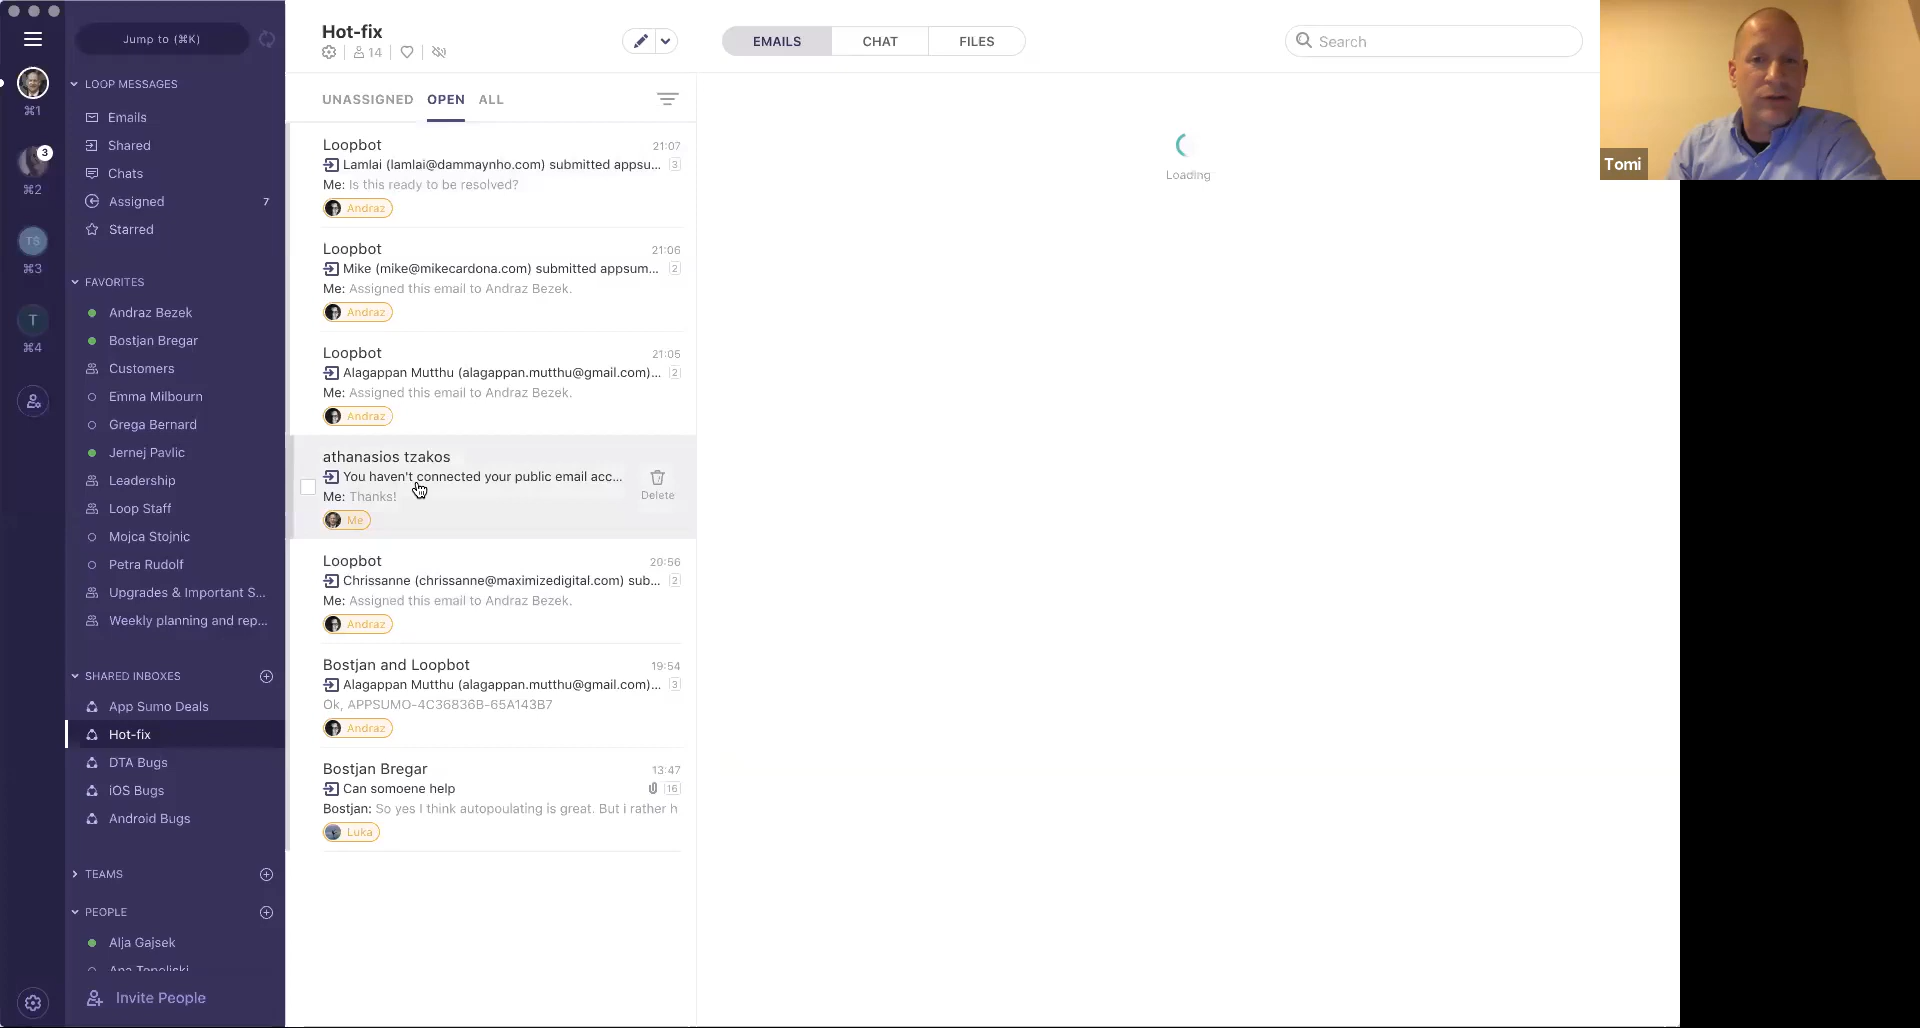 Jump to (⌘K)
⌘1
3
⌘2
TS
⌘3
T
⌘4
LOOP MESSAGES
Emails
Shared
Chats
Assigned 7
Starred
FAVORITES
Andraz Bezek
Bostjan Bregar
Customers
Emma Milbourn
Grega Bernard
Jernej Pavlic
Leadership
Loop Staff
Mojca Stojnic
Petra Rudolf
Upgrades & Important S...
Weekly planning and rep...
SHARED INBOXES
App Sumo Deals
Hot-fix
DTA Bugs
iOS Bugs
Android Bugs
TEAMS
PEOPLE
Alja Gajsek
Invite People
Hot-fix
14
EMAILS CHAT FILES
Search
UNASSIGNED OPEN ALL
Loopbot 21:07
Lamlai (lamlai@dammaynho.com) submitted appsu... 3
Me: Is this ready to be resolved?
Andraz
Loopbot 21:06
Mike (mike@mikecardona.com) submitted appsum... 2
Me: Assigned this email to Andraz Bezek.
Andraz
Loopbot 21:05
Alagappan Mutthu (alagappan.mutthu@gmail.com)... 2
Me: Assigned this email to Andraz Bezek.
Andraz
athanasios tzakos
You haven't connected your public email acc...
Me: Thanks!
Delete
Me
Loopbot 20:56
Chrissanne (chrissanne@maximizedigital.com) sub... 2
Me: Assigned this email to Andraz Bezek.
Andraz
Bostjan and Loopbot 19:54
Alagappan Mutthu (alagappan.mutthu@gmail.com)... 3
Ok, APPSUMO-4C36836B-65A143B7
Andraz
Bostjan Bregar 13:47
Can somoene help 16
Bostjan: So yes I think autopoulating is great. But i rather h
Luka
Loading
Tomi